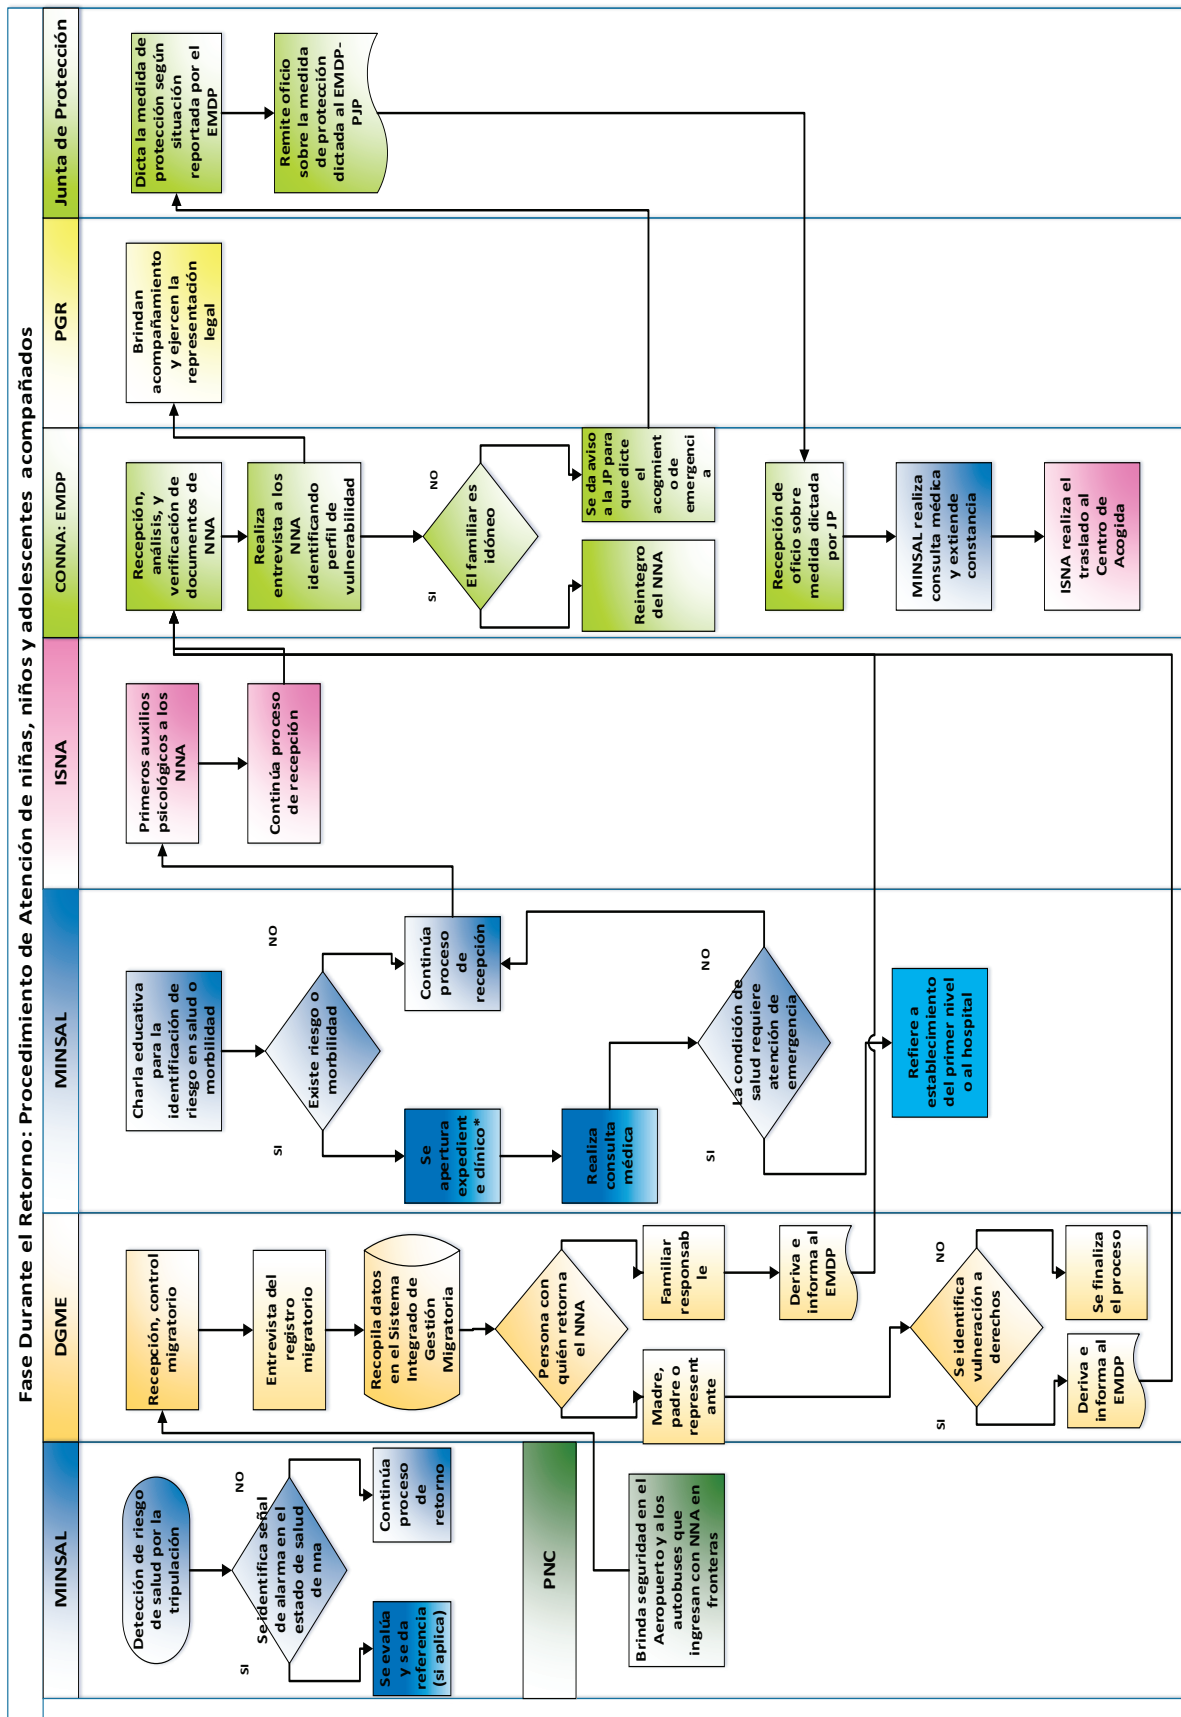 Fase Durante el Retorno: Procedimiento de Atención de niñas, niños y adolescentes acompañados
MINSAL
Detección de riesgo
de salud por la
tripulación
Se identifica señal
de alarma en el
estado de salud
de nna
SI
NO
Se evalúa
y se da
referencia
(si aplica)
Continúa
proceso
de
retorno
PNC
Brinda seguridad en el
Aeropuerto y a los
autobuses que
ingresan con NNA en
fronteras
DGME
Recepción, control
migratorio
Entrevista del
registro
migratorio
Recopila datos
en el Sistema
Integrado de
Gestión
Migratoria
Persona con
quién retorna
el NNA
Madre,
padre o
represent
ante
Familiar
responsab
le
Deriva e
informa al
EMDP
Se identifica
vulneración a
derechos
SI
NO
Deriva e
informa al
EMDP
Se finaliza
el proceso
MINSAL
Charla educativa
para la
identificación de
riesgo en salud o
morbilidad
Existe riesgo o
morbilidad
SI
NO
Se
apertura
expedient
e clínico*
Continúa
proceso
de
recepción
Realiza
consulta
médica
La condición de
salud requiere
atención de
emergencia
SI
NO
Refiere a
establecimiento
del primer nivel
o al hospital
ISNA
Primeros auxilios
psicológicos a los
NNA
Continúa proceso
de recepción
CONNA: EMDP
Recepción,
análisis, y
verificación de
documentos de
NNA
Realiza
entrevista a los
NNA
identificando
perfil de
vulnerabilidad
El familiar es
idóneo
SI
NO
Reintegro
del NNA
Se da aviso
a la JP para
que dicte
el
acogmient
o de
emergenci
a
Recepción de
oficio sobre
medida dictada
por JP
MINSAL realiza
consulta médica
y extiende
constancia
ISNA realiza el
traslado al
Centro de
Acogida
PGR
Brindan
acompañamiento
y ejercen la
representación
legal
Junta de Protección
Dicta la medida de
protección según
situación
reportada por el
EMDP
Remite oficio
sobre la medida
de protección
dictada al EMDP-
PJP